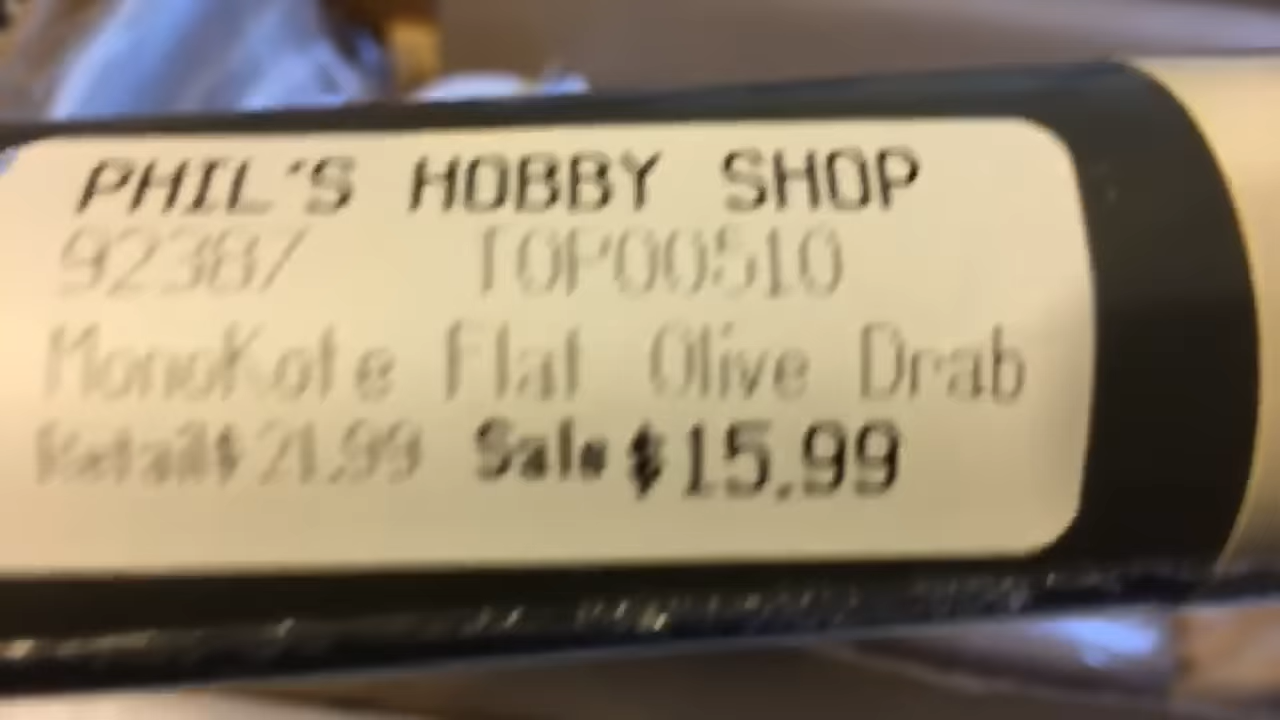 PHIL'S HOBBY SHOP
92387 TOP00510
MonoKote Flat Olive Drab
Retail$21.99 Sale$15.99